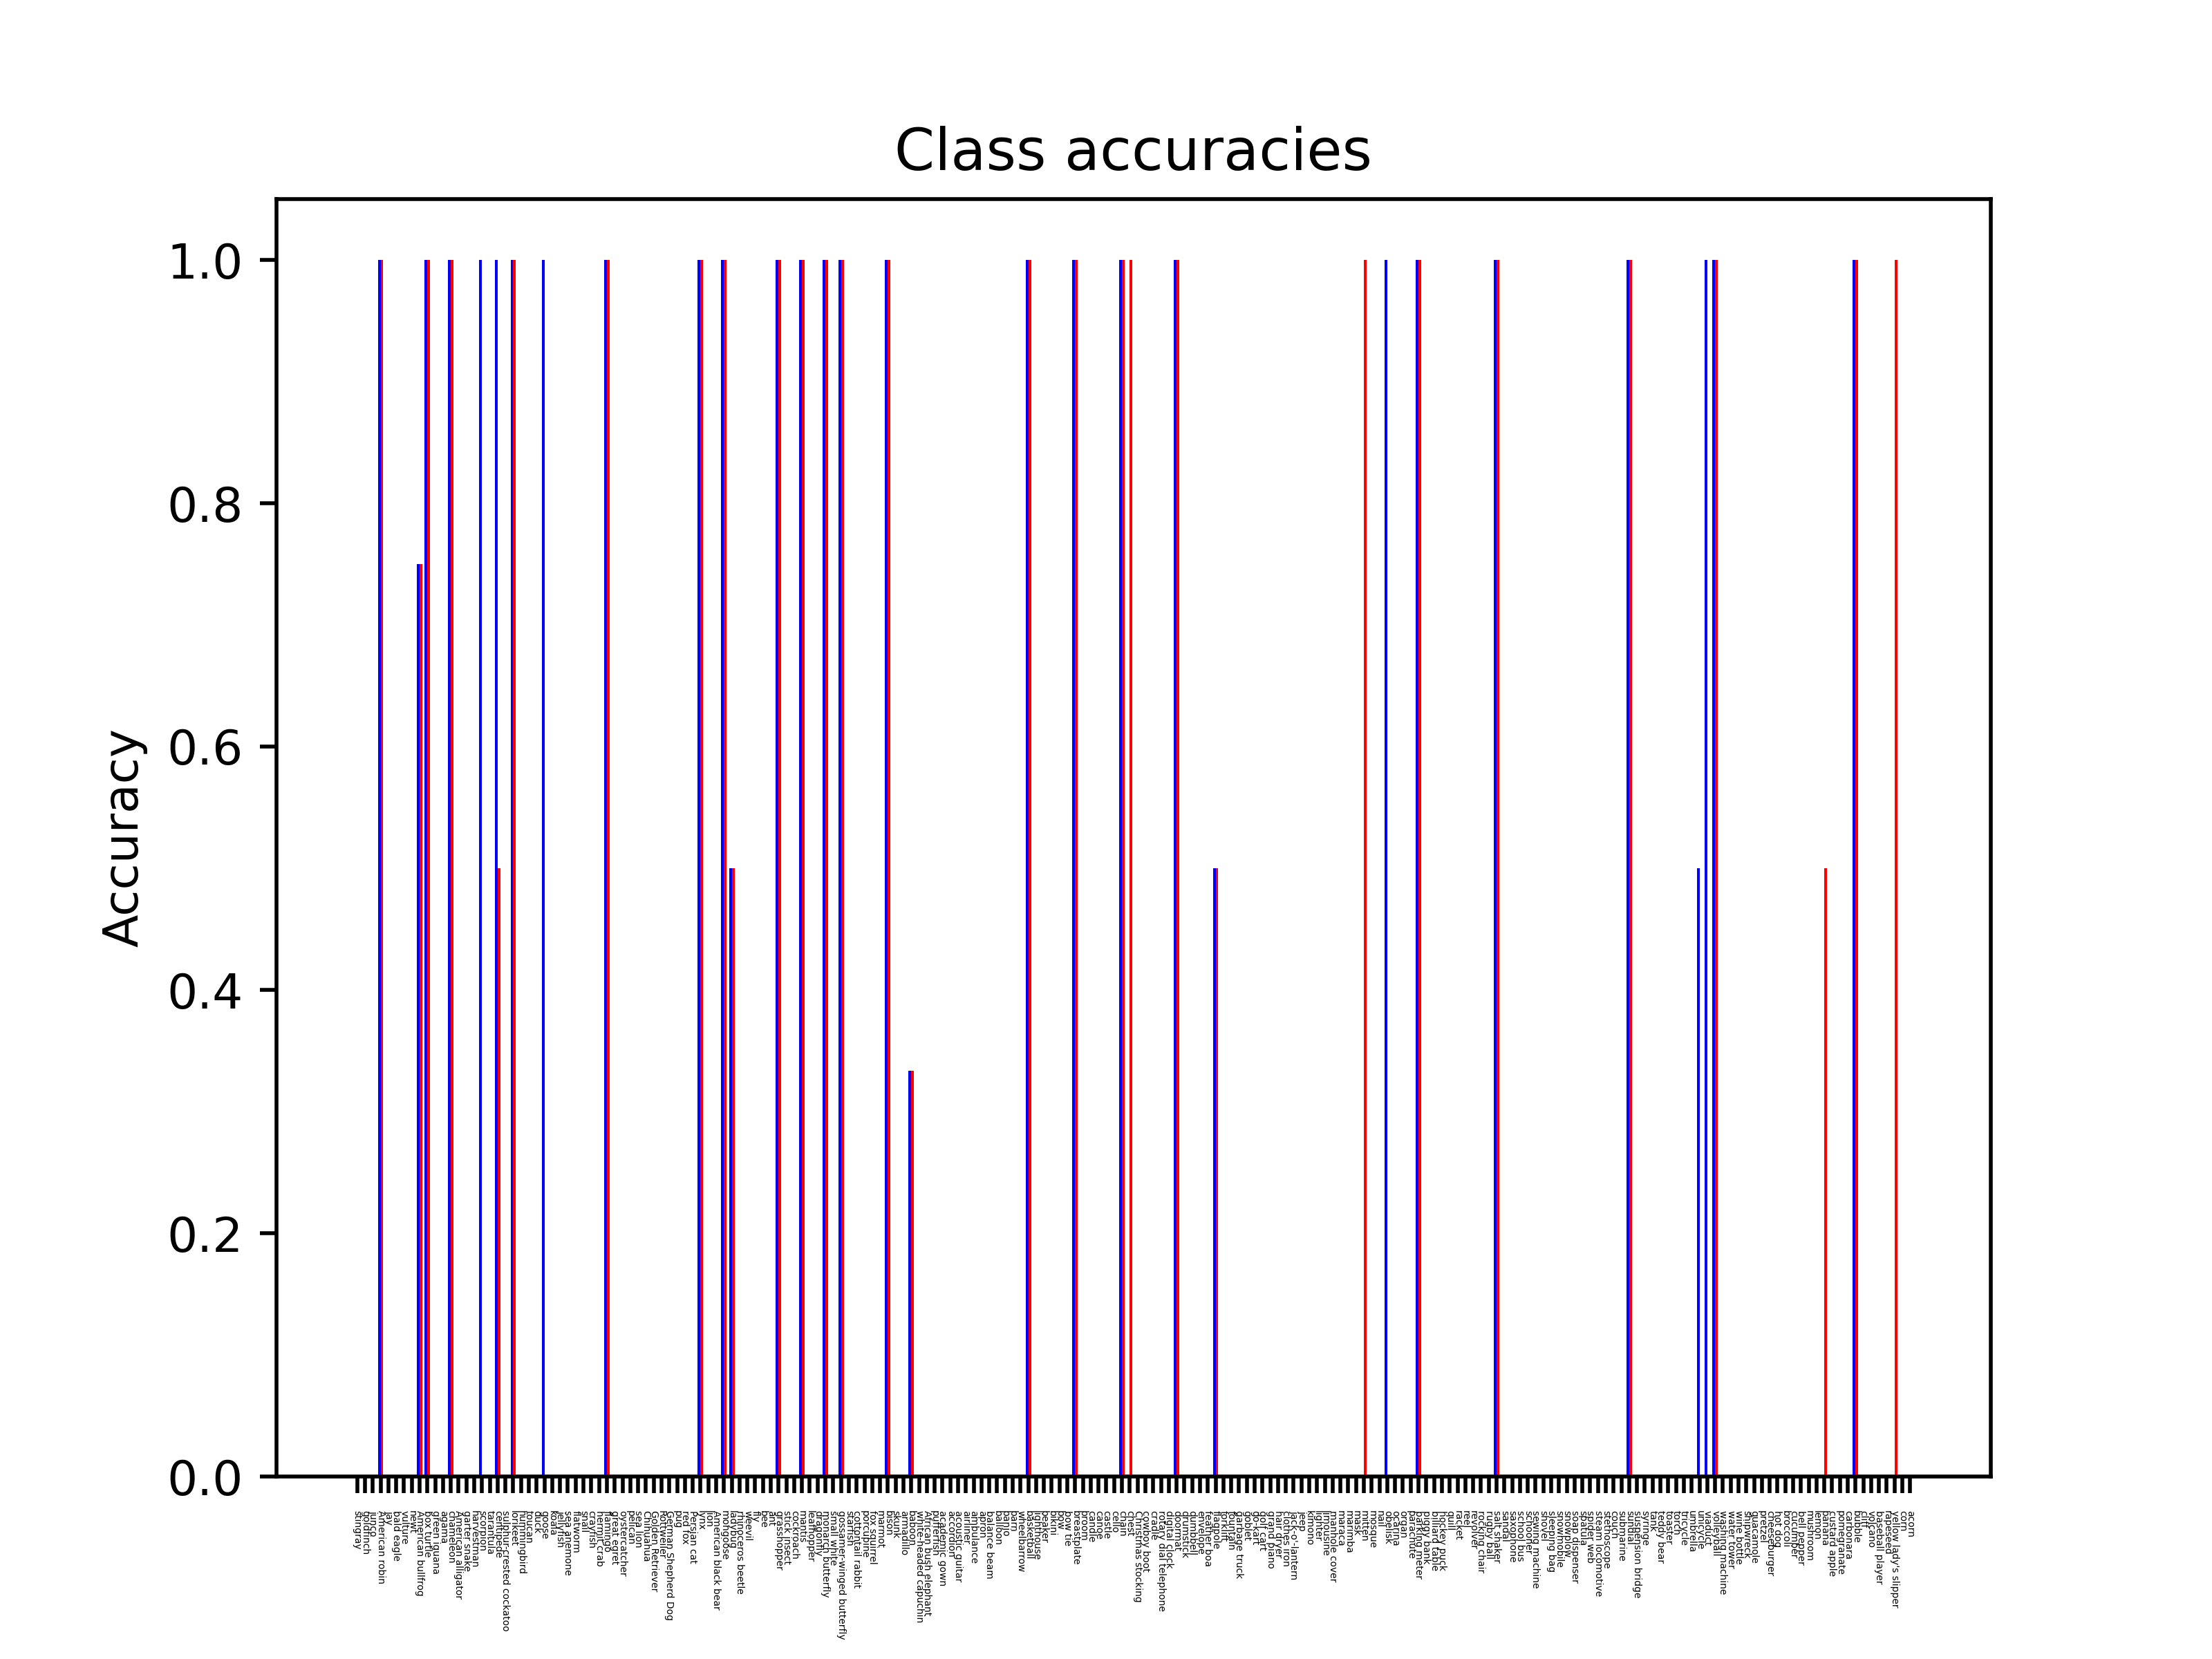 Class accuracies
Accuracy
1.0
0.8
0.6
0.4
0.2
0.0
stingray
goldfinch
junco
American robin
jay
bald eagle
vulture
newt
American bullfrog
box turtle
green iguana
agama
chameleon
American alligator
garter snake
harvestman
scorpion
tarantula
centipede
sulphur-crested cockatoo
lorikeet
hummingbird
toucan
duck
goose
koala
jellyfish
sea anemone
flatworm
snail
crayfish
hermit crab
flamingo
great egret
oystercatcher
pelican
sea lion
Chihuahua
Golden Retriever
Rottweiler
German Shepherd Dog
pug
red fox
Persian cat
lynx
lion
American black bear
mongoose
ladybug
rhinoceros beetle
weevil
fly
bee
ant
grasshopper
stick insect
cockroach
mantis
leafhopper
dragonfly
monarch butterfly
small white
gossamer-winged butterfly
starfish
cottontail rabbit
porcupine
fox squirrel
marmot
bison
skunk
armadillo
baboon
white-headed capuchin
African bush elephant
pufferfish
academic gown
accordion
acoustic guitar
airliner
ambulance
apron
balance beam
balloon
banjo
barn
wheelbarrow
basketball
lighthouse
beaker
bikini
bow
bow tie
breastplate
broom
candle
canoe
castle
cello
chain
chest
Christmas stocking
cowboy boot
cradle
rotary dial telephone
digital clock
doormat
drumstick
dumbbell
envelope
feather boa
flagpole
forklift
fountain
garbage truck
goblet
go-kart
golf cart
grand piano
hair dryer
clothes iron
jack-o'-lantern
jeep
kimono
lighter
limousine
manhole cover
maraca
marimba
mask
mitten
mosque
nail
obelisk
ocarina
organ
parachute
parking meter
piggy bank
billiard table
hockey puck
quill
racket
reel
revolver
rocking chair
rugby ball
salt shaker
sandal
saxophone
school bus
schooner
sewing machine
shovel
sleeping bag
snowmobile
snowplow
soap dispenser
spatula
spider web
steam locomotive
stethoscope
couch
submarine
sundial
suspension bridge
syringe
tank
teddy bear
toaster
torch
tricycle
umbrella
unicycle
viaduct
volleyball
washing machine
water tower
wine bottle
shipwreck
guacamole
pretzel
cheeseburger
hot dog
broccoli
cucumber
bell pepper
mushroom
lemon
banana
custard apple
pomegranate
carbonara
bubble
cliff
volcano
baseball player
rapeseed
yellow lady's slipper
corn
acorn